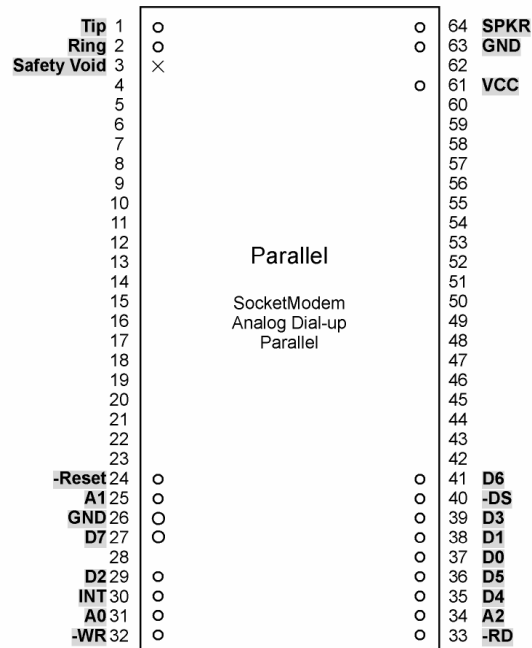 Tip 1 64 SPKR
Ring 2 63 GND
Safety Void 3 62
4 61 VCC
5 60
6 59
7 58
8 57
9 56
10 55
11 54
12 53
13 Parallel 52
14 51
15 SocketModem 50
16 Analog Dial-up 49
17 Parallel 48
18 47
19 46
20 45
21 44
22 43
23 42
-Reset 24 41 D6
A1 25 40 -DS
GND 26 39 D3
D7 27 38 D1
28 37 D0
D2 29 36 D5
INT 30 35 D4
A0 31 34 A2
-WR 32 33 -RD